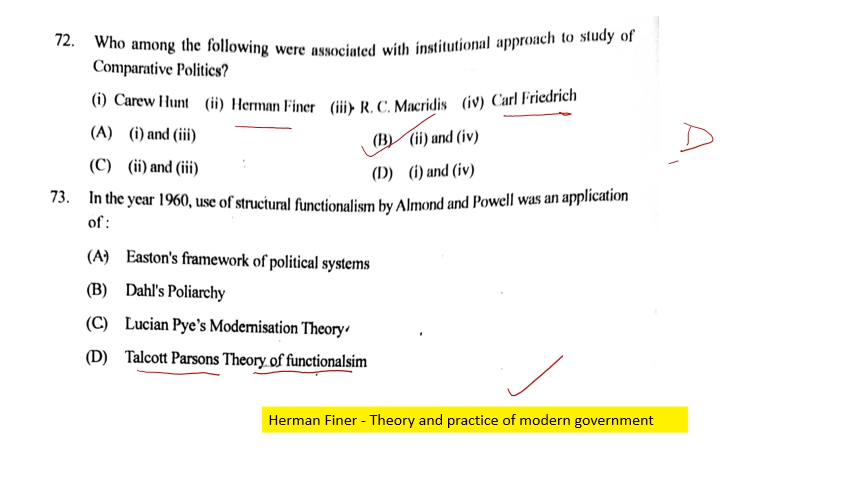 72. Who among the following were associated with institutional approach to study of
Comparative Politics?
(i) Carew Hunt (ii) Herman Finer (iii) R. C. Macridis (iv) Carl Friedrich
(A) (i) and (iii)
(B) (ii) and (iv)
(C) (ii) and (iii)
(D) (i) and (iv)
D
73. In the year 1960, use of structural functionalism by Almond and Powell was an application
of :
(A) Easton's framework of political systems
(B) Dahl's Poliarchy
(C) Lucian Pye's Modernisation Theory
(D) Talcott Parsons Theory of functionalsim
Herman Finer - Theory and practice of modern government